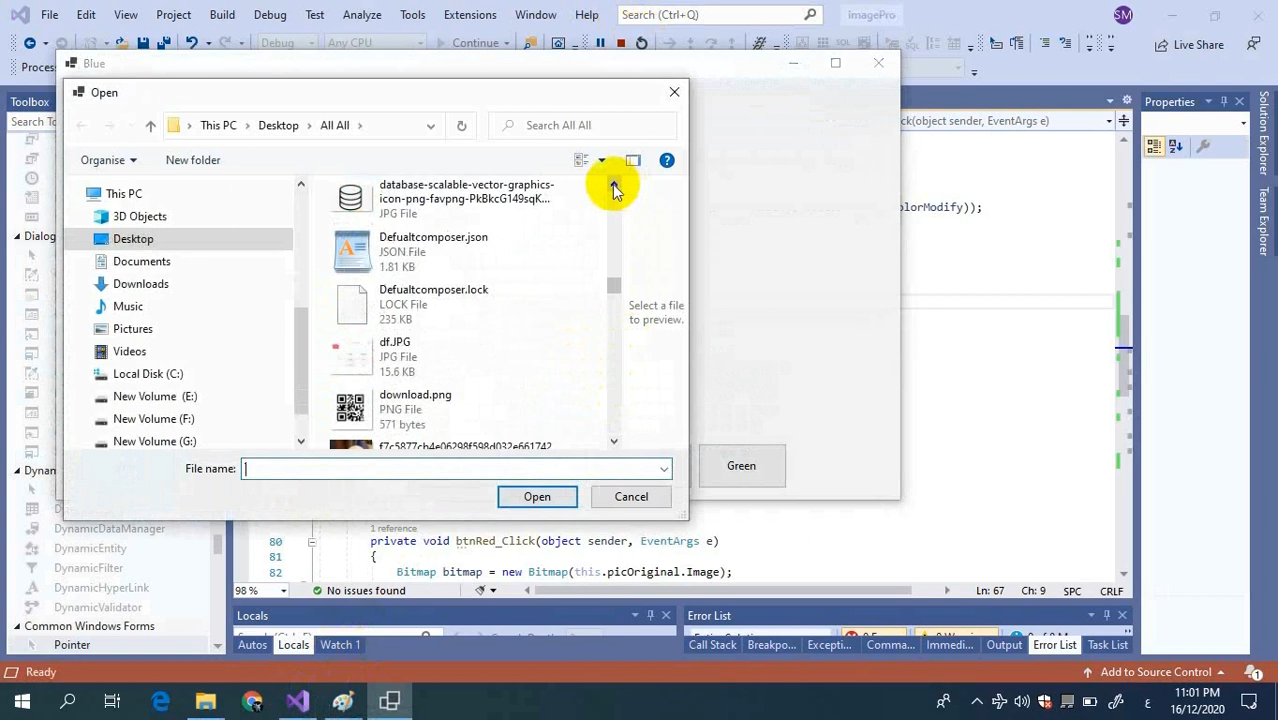 File Edit View Git Project Build Debug Test Analyze Tools Extensions Window Help Search (Ctrl+Q) imagePro SM
Debug Any CPU Continue Live Share
Proces
Blue
Toolbox
Search To
Open
This PC Desktop All All Search All All
Organise New folder
This PC
3D Objects
Desktop
Documents
Downloads
Music
Pictures
Videos
Local Disk (C:)
New Volume (E:)
New Volume (F:)
New Volume (G:)
database-scalable-vector-graphics-
icon-png-favpng-PkBkcG149sqK...
JPG File
Defualtcomposer.json
JSON File
1.81 KB
Defualtcomposer.lock
LOCK File
235 KB
df.JPG
JPG File
15.6 KB
download.png
PNG File
571 bytes
f7c5877cb4e06298f598d032e661742
Select a file
to preview.
File name:
Open Cancel
Green
ck(object sender, EventArgs e)
olorModify));
Properties
Solution Explorer
Team Explorer
Dialog
Dynan
DynamicDataManager
DynamicEntity
DynamicFilter
DynamicHyperLink
DynamicValidator
Common Windows Forms
Pointer
1 reference
80 private void btnRed_Click(object sender, EventArgs e)
81 {
82 Bitmap bitmap = new Bitmap(this.picOriginal.Image);
98 % No issues found Ln: 67 Ch: 9 SPC CRLF
Locals Error List
Autos Locals Watch 1 Call Stack Breakpo... Excepti... Comma... Immedi... Output Error List Task List
Ready Add to Source Control 1
ع 11:01 PM
16/12/2020